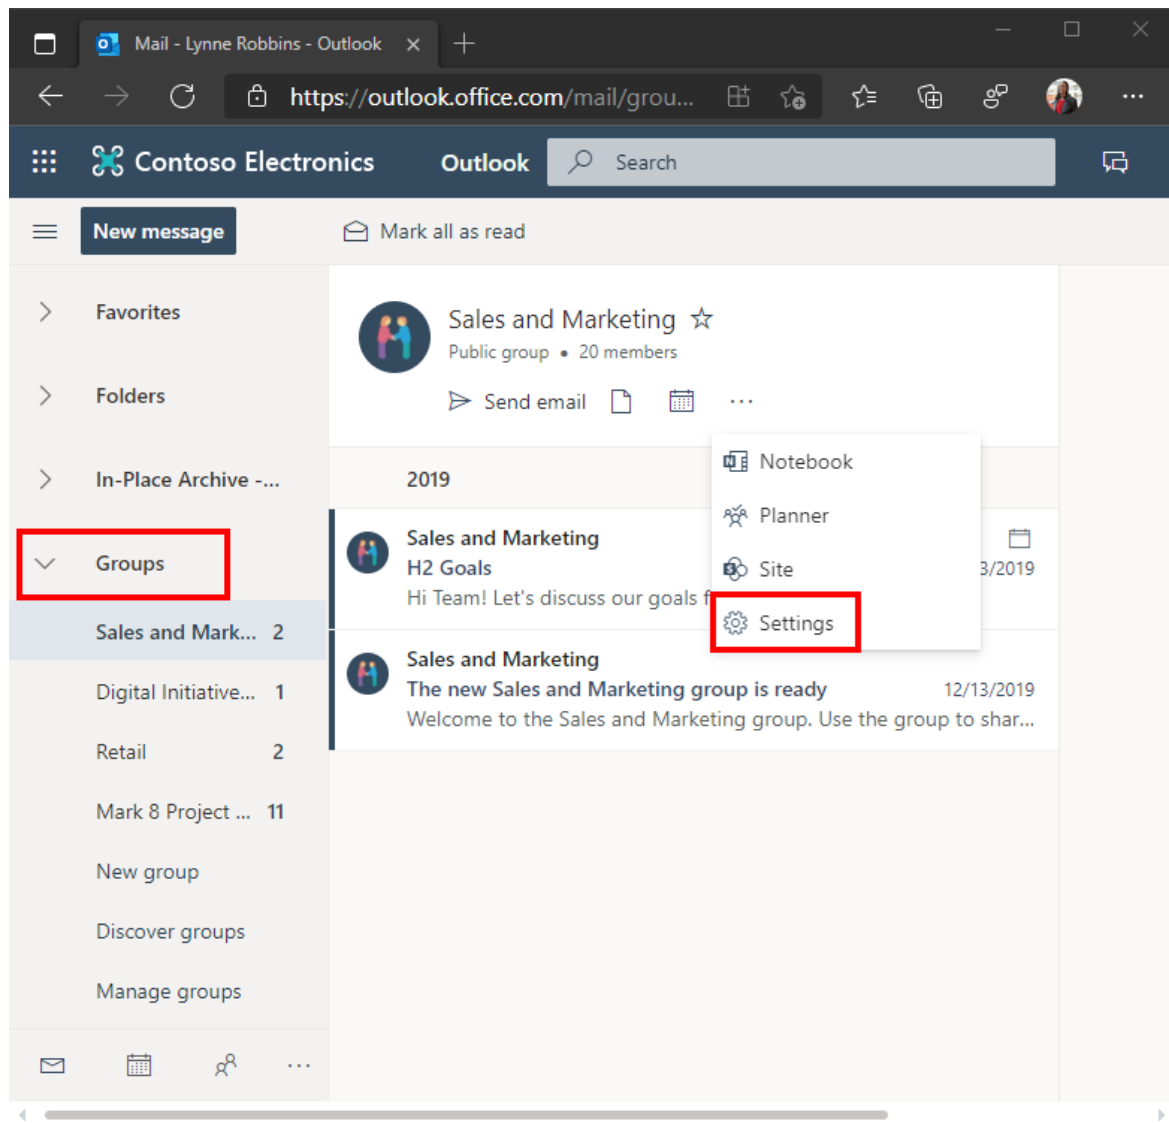 Mail - Lynne Robbins - Outlook
https://outlook.office.com/mail/grou...
Contoso Electronics
Outlook
Search
New message
Mark all as read
Favorites
Folders
In-Place Archive -...
Groups
Sales and Mark... 2
Digital Initiative... 1
Retail 2
Mark 8 Project ... 11
New group
Discover groups
Manage groups
Sales and Marketing
Public group • 20 members
Send email
Notebook
Planner
Site
Settings
2019
Sales and Marketing
H2 Goals
3/2019
Hi Team! Let's discuss our goals f
Sales and Marketing
The new Sales and Marketing group is ready 12/13/2019
Welcome to the Sales and Marketing group. Use the group to shar...